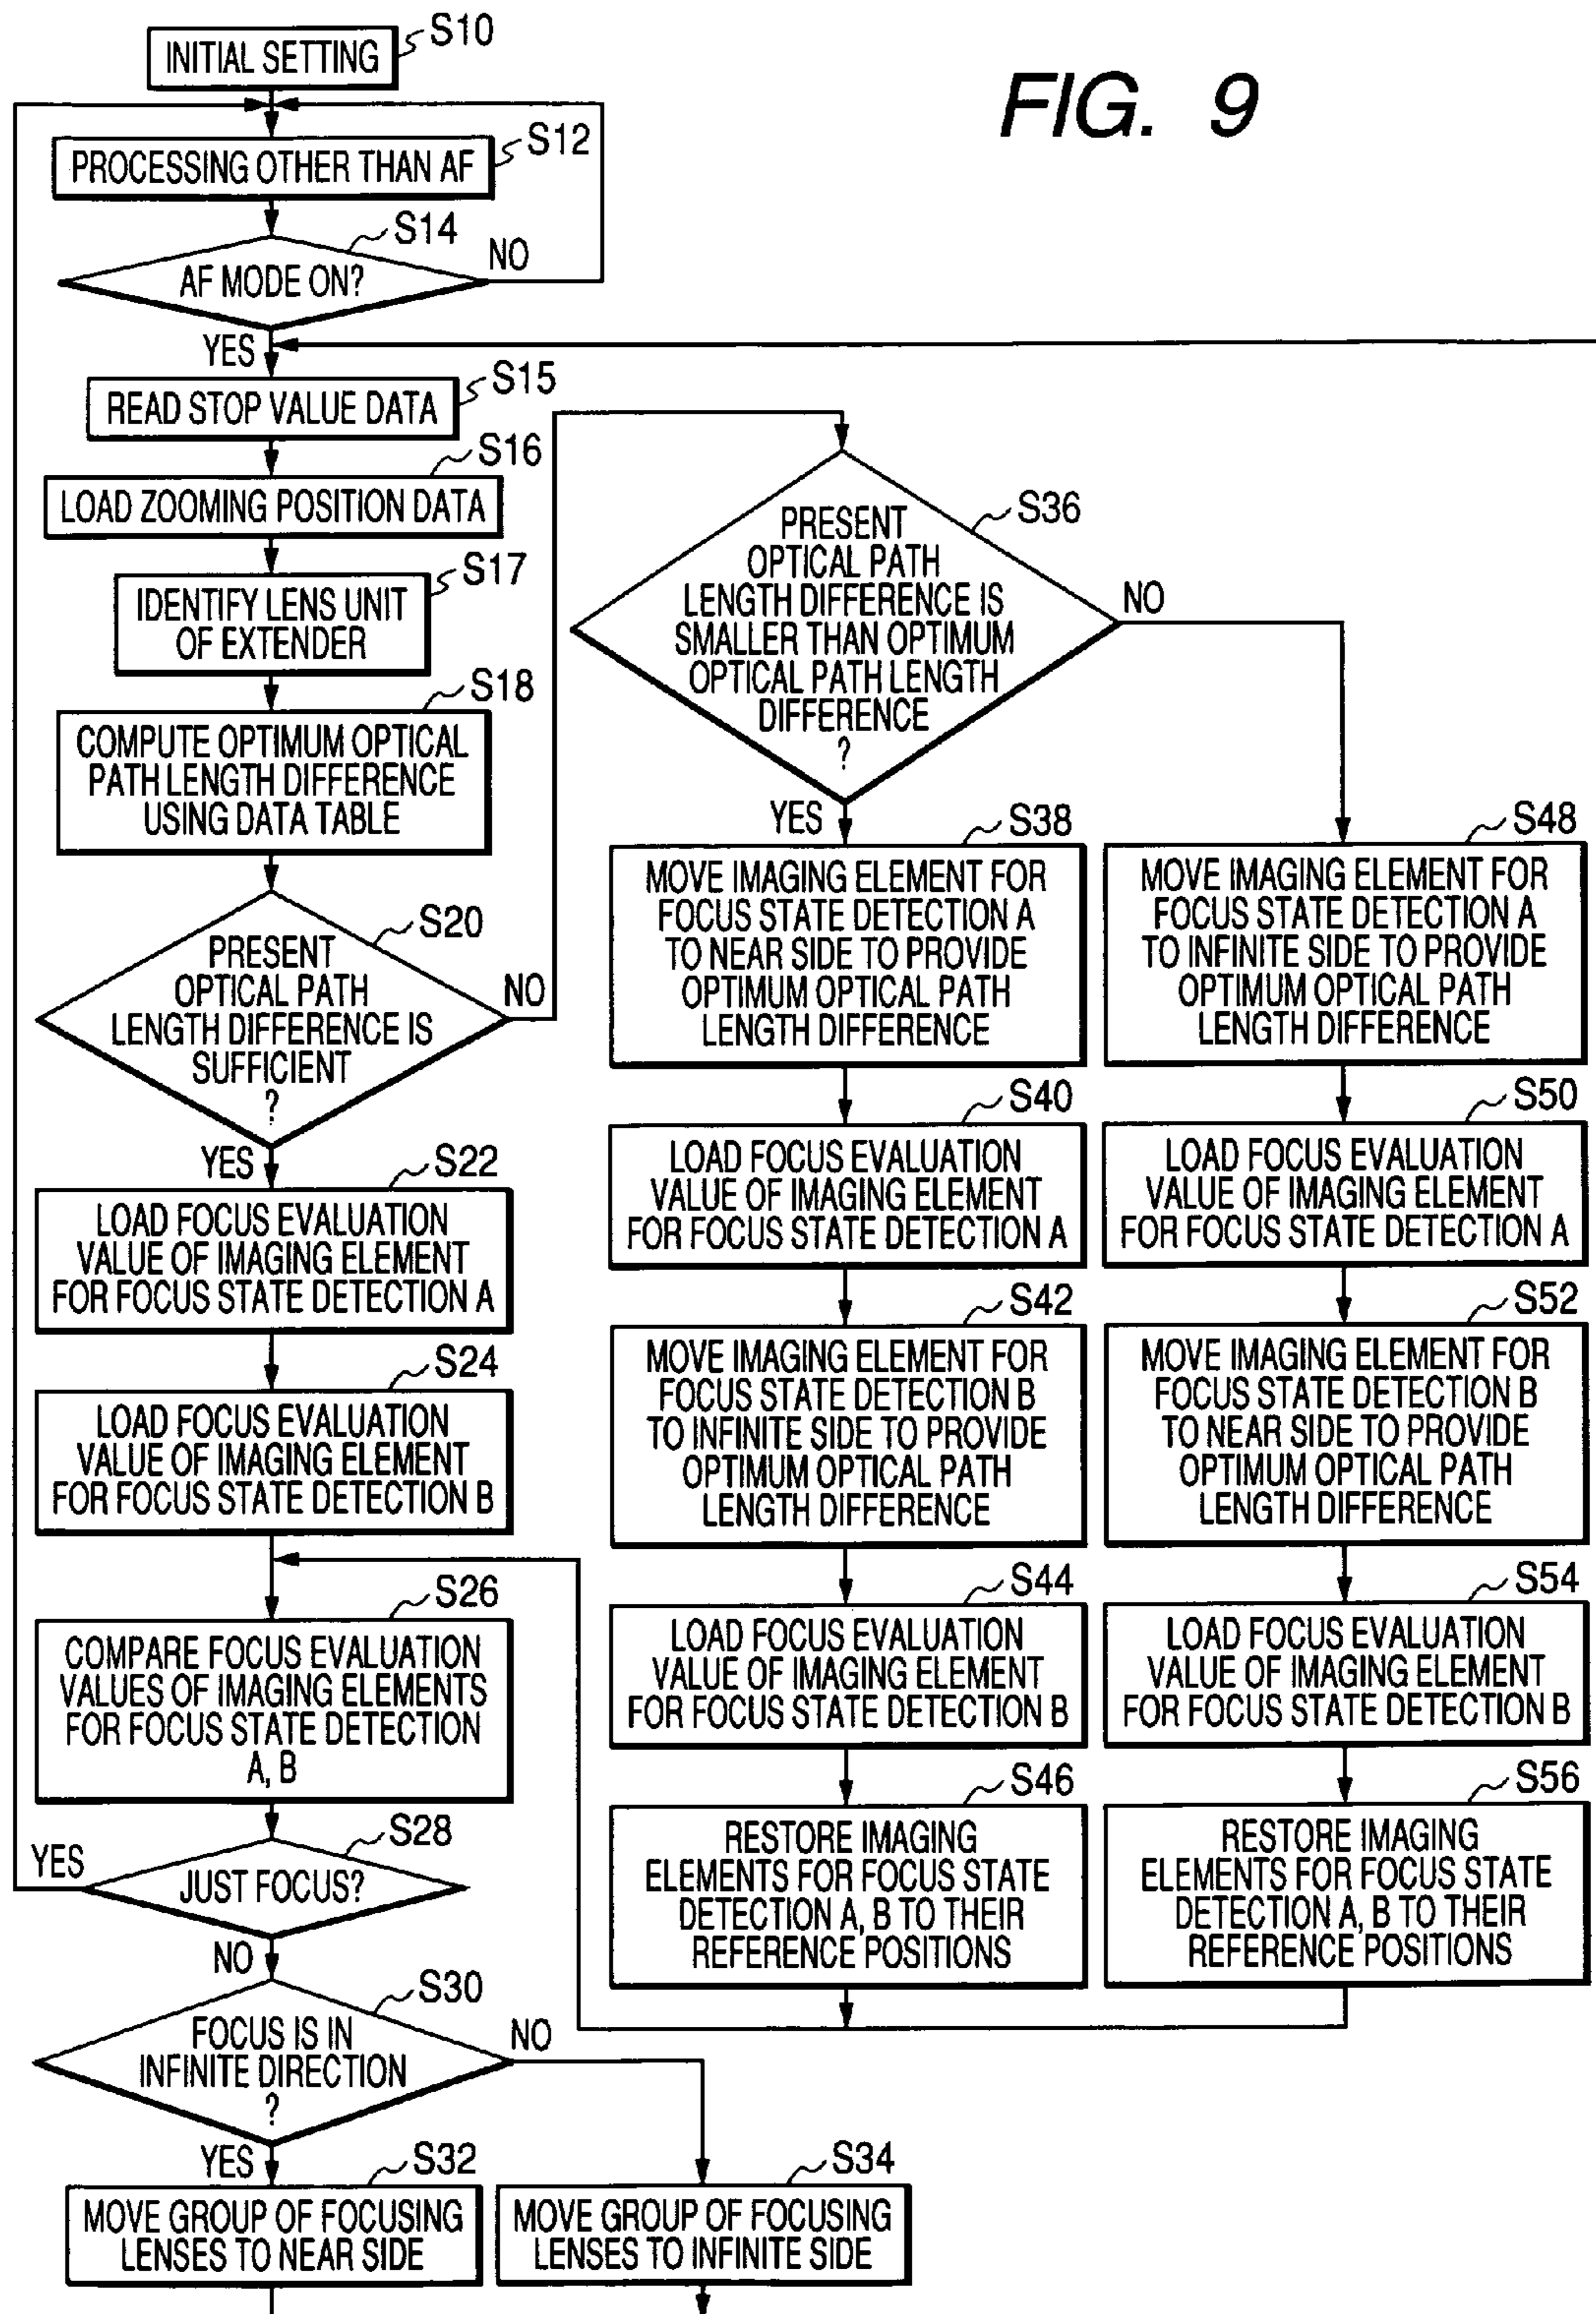 FIG. 9
S10
INITIAL SETTING
S12
PROCESSING OTHER THAN AF
S14
AF MODE ON?
NO
YES
S15
READ STOP VALUE DATA
S16
LOAD ZOOMING POSITION DATA
S17
IDENTIFY LENS UNIT
OF EXTENDER
S18
COMPUTE OPTIMUM OPTICAL
PATH LENGTH DIFFERENCE
USING DATA TABLE
S20
PRESENT
OPTICAL PATH
LENGTH DIFFERENCE IS
SUFFICIENT
?
NO
YES
S22
LOAD FOCUS EVALUATION
VALUE OF IMAGING ELEMENT
FOR FOCUS STATE DETECTION A
S24
LOAD FOCUS EVALUATION
VALUE OF IMAGING ELEMENT
FOR FOCUS STATE DETECTION B
S26
COMPARE FOCUS EVALUATION
VALUES OF IMAGING ELEMENTS
FOR FOCUS STATE DETECTION
A, B
S28
YES
JUST FOCUS?
NO
S30
FOCUS IS IN
INFINITE DIRECTION
?
NO
YES
S32
MOVE GROUP OF FOCUSING
LENSES TO NEAR SIDE
S34
MOVE GROUP OF FOCUSING
LENSES TO INFINITE SIDE
S36
PRESENT
OPTICAL PATH
LENGTH DIFFERENCE IS
SMALLER THAN OPTIMUM
OPTICAL PATH LENGTH
DIFFERENCE
?
NO
YES
S38
MOVE IMAGING ELEMENT FOR
FOCUS STATE DETECTION A
TO NEAR SIDE TO PROVIDE
OPTIMUM OPTICAL PATH
LENGTH DIFFERENCE
S40
LOAD FOCUS EVALUATION
VALUE OF IMAGING ELEMENT
FOR FOCUS STATE DETECTION A
S42
MOVE IMAGING ELEMENT FOR
FOCUS STATE DETECTION B
TO INFINITE SIDE TO PROVIDE
OPTIMUM OPTICAL PATH
LENGTH DIFFERENCE
S44
LOAD FOCUS EVALUATION
VALUE OF IMAGING ELEMENT
FOR FOCUS STATE DETECTION B
S46
RESTORE IMAGING
ELEMENTS FOR FOCUS STATE
DETECTION A, B TO THEIR
REFERENCE POSITIONS
S48
MOVE IMAGING ELEMENT FOR
FOCUS STATE DETECTION A
TO INFINITE SIDE TO PROVIDE
OPTIMUM OPTICAL PATH
LENGTH DIFFERENCE
S50
LOAD FOCUS EVALUATION
VALUE OF IMAGING ELEMENT
FOR FOCUS STATE DETECTION A
S52
MOVE IMAGING ELEMENT FOR
FOCUS STATE DETECTION B
TO NEAR SIDE TO PROVIDE
OPTIMUM OPTICAL PATH
LENGTH DIFFERENCE
S54
LOAD FOCUS EVALUATION
VALUE OF IMAGING ELEMENT
FOR FOCUS STATE DETECTION B
S56
RESTORE IMAGING
ELEMENTS FOR FOCUS STATE
DETECTION A, B TO THEIR
REFERENCE POSITIONS